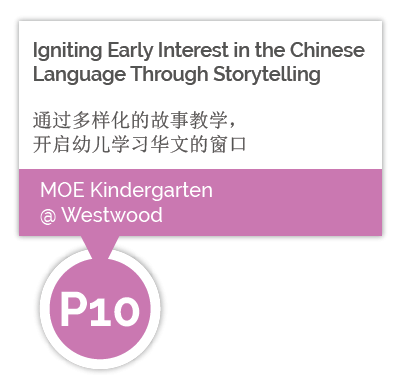 Igniting Early Interest in the Chinese
Language Through Storytelling
通过多样化的故事教学，
开启幼儿学习华文的窗口
MOE Kindergarten
@ Westwood
P10